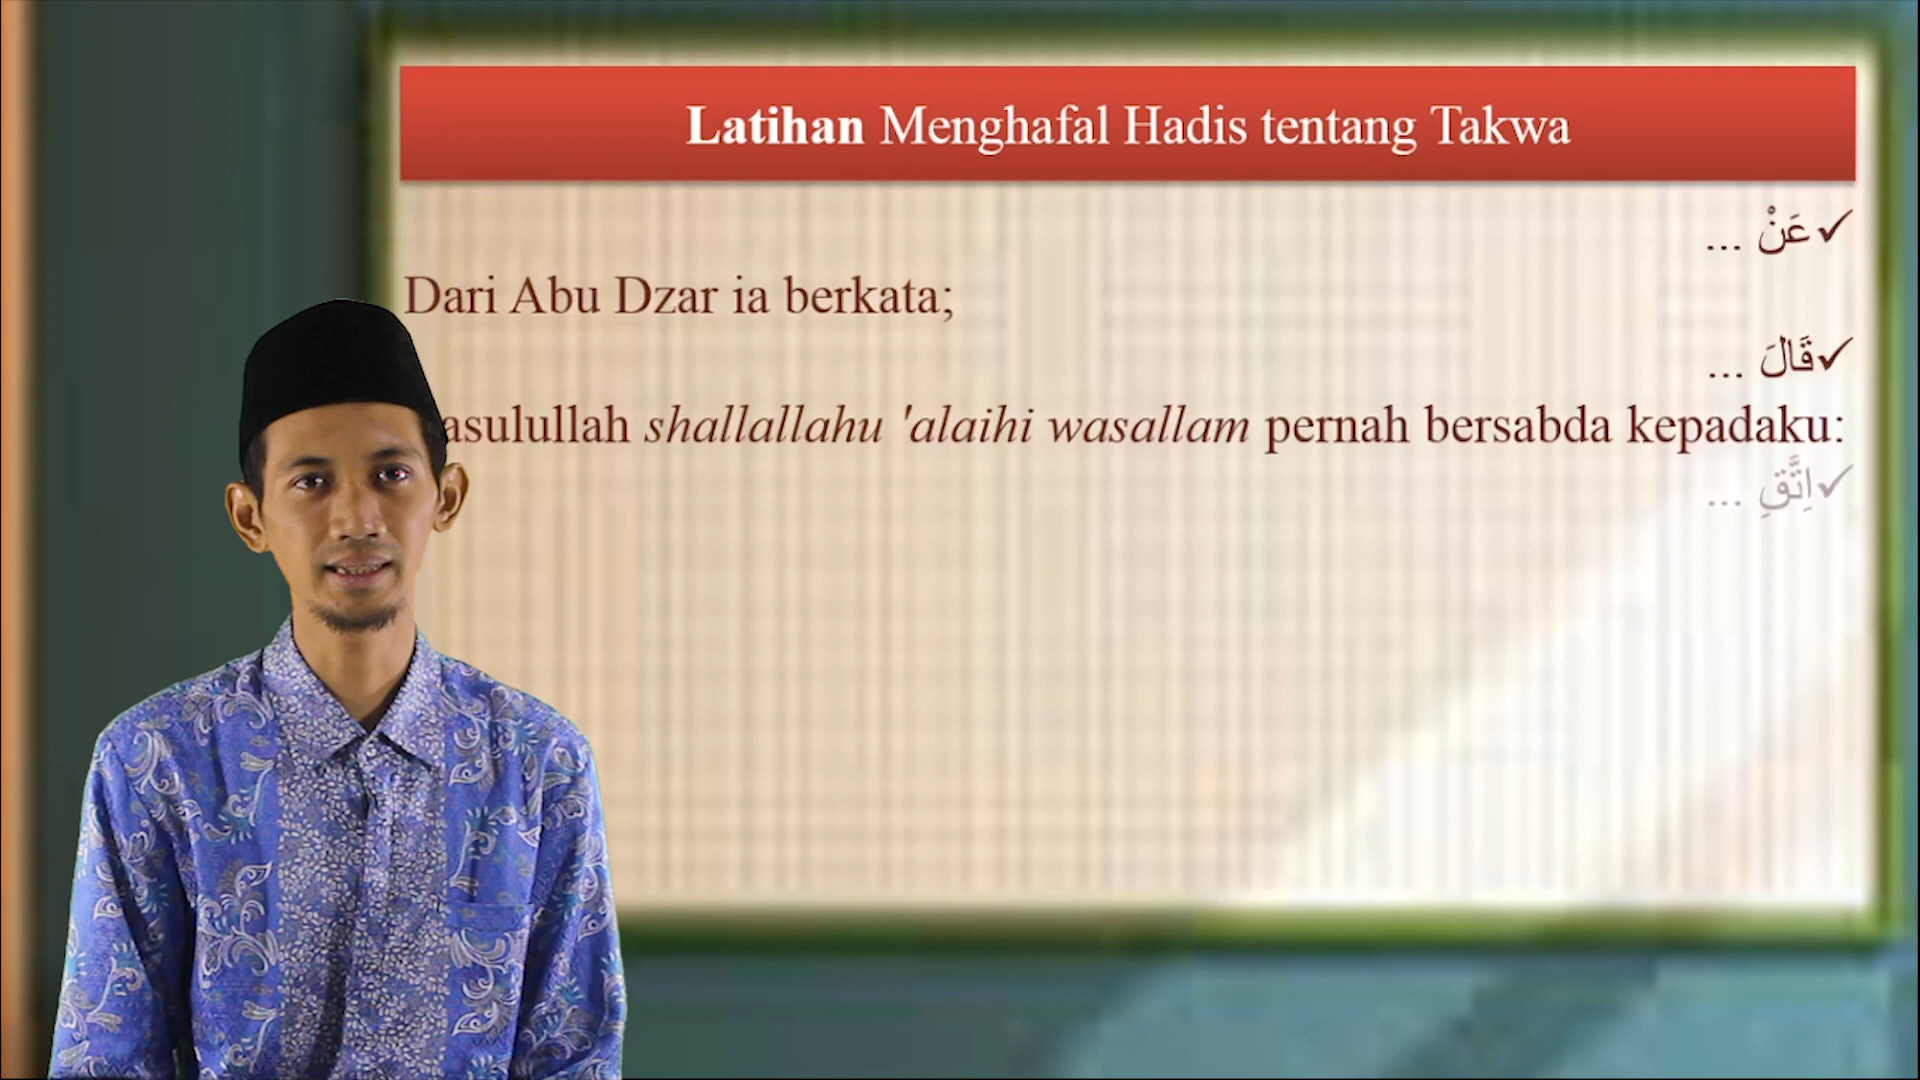 Latihan Menghafal Hadis tentang Takwa
✓ عَنْ ...
Dari Abu Dzar ia berkata;
✓ قَالَ ...
asulullah shallallahu 'alaihi wasallam pernah bersabda kepadaku:
✓ اِتَّقِ ...